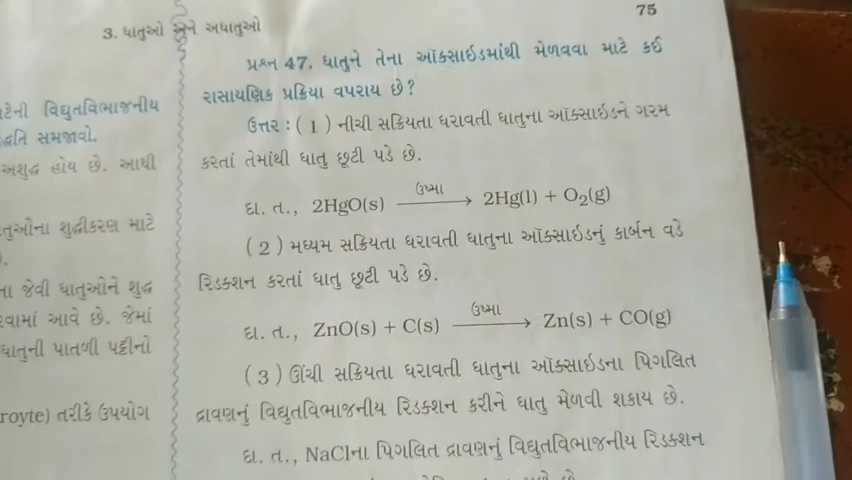 75
3. ધાતુઓ અને અધાતુઓ
વિદ્યુતવિભાજનીય
સમજાવો.
અશુદ્ધ હોય છે. આથી
શુદ્ધીકરણ માટે
જેવી ધાતુઓને શુદ્ધ
આવે છે. જેમાં
ધાતુની પાતળી પટ્ટીનો
royte) તરીકે ઉપયોગ
પ્રશ્ન 47. ધાતુને તેના ઑક્સાઇડમાંથી મેળવવા માટે કઈ
રાસાયણિક પ્રક્રિયા વપરાય છે?
ઉત્તર : ( 1 ) નીચી સક્રિયતા ધરાવતી ધાતુના ઑક્સાઇડને ગરમ
કરતાં તેમાંથી ધાતુ છૂટી પડે છે.
દા. ત., 2HgO(s) ઉષ્મા⟶ 2Hg(l) + O₂(g)
( 2 ) મધ્યમ સક્રિયતા ધરાવતી ધાતુના ઑક્સાઇડનું કાર્બન વડે
રિડક્શન કરતાં ધાતુ છૂટી પડે છે.
દા. ત., ZnO(s) + C(s) ઉષ્મા⟶ Zn(s) + CO(g)
( 3 ) ઊંચી સક્રિયતા ધરાવતી ધાતુના ઑક્સાઇડના પિગલિત
દ્રાવણનું વિદ્યુતવિભાજનીય રિડક્શન કરીને ધાતુ મેળવી શકાય છે.
દા. ત., NaClના પિગલિત દ્રાવણનું વિદ્યુતવિભાજનીય રિડક્શન